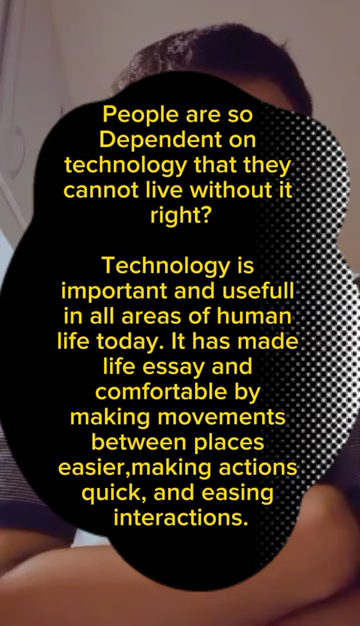 People are so
Dependent on
technology that they
cannot live without it
right?
Technology is
important and usefull
in all areas of human
life today. It has made
life essay and
comfortable by
making movements
between places
easier,making actions
quick, and easing
interactions.